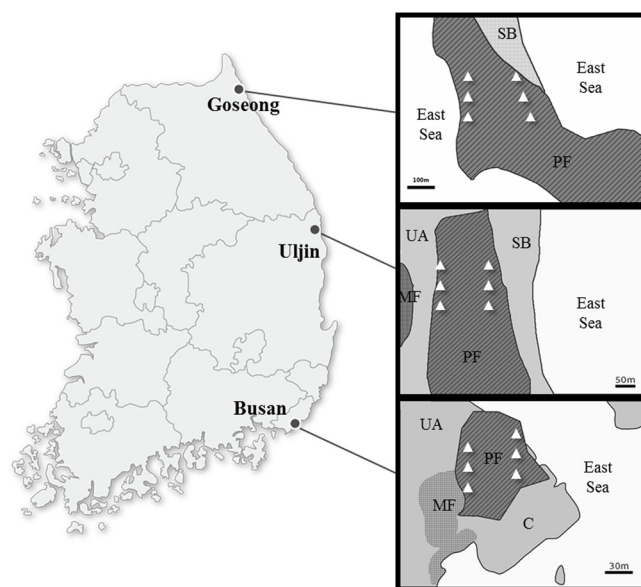 Goseong
Uljin
Busan
SB
East
Sea
East
Sea
PF
100m
UA
SB
MF
East
Sea
PF
50m
UA
PF
East
Sea
MF
C
30m